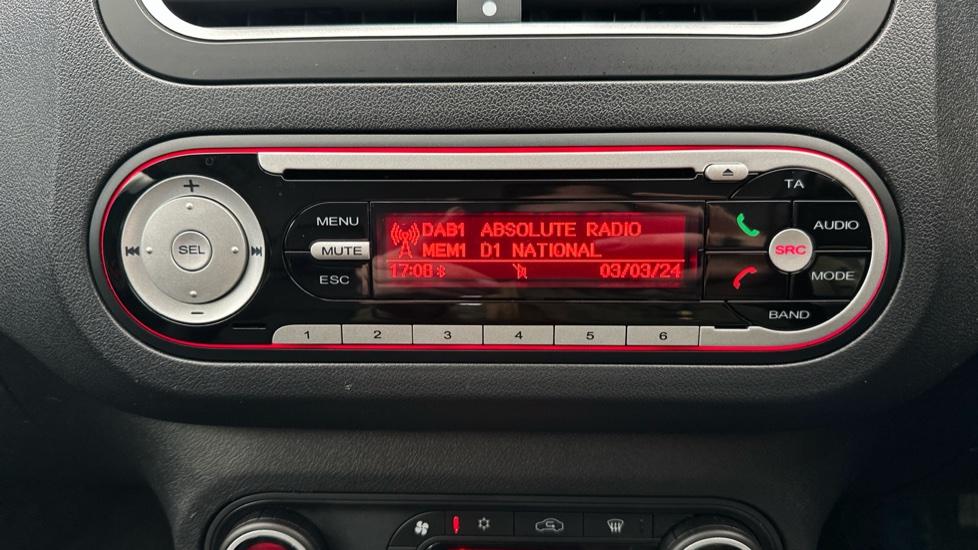 TA
MENU
AUDIO
DAB1 ABSOLUTE RADIO
SEL
MUTE
MEM1 D1 NATIONAL
SRC
17:08 03/03/24
ESC
MODE
BAND
1 2 3 4 5 6